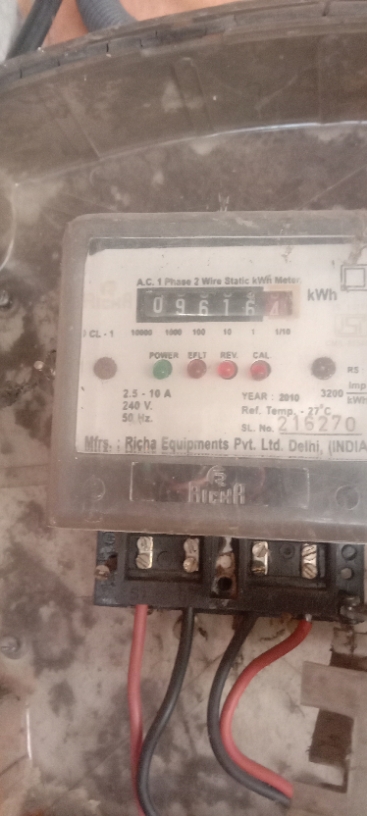 A.C. 1 Phase 2 Wire Static kWh Meter
09616 kWh
CL - 1 10000 1000 100 10 1 1/10
POWER EFLT REV. CAL.
2.5 - 10 A YEAR : 2010 3200 imp
kWh
240 V. Ref. Temp. - 27°C
50 Hz. SL. No. 216270
Mfrs. : Richa Equipments Pvt. Ltd. Delhi, (INDIA
RICHA